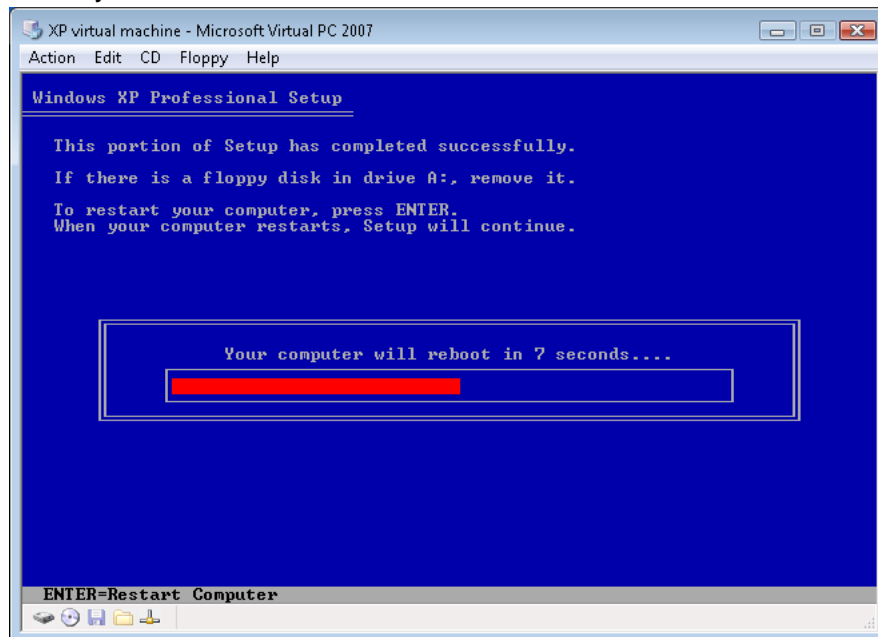 XP virtual machine - Microsoft Virtual PC 2007
Action Edit CD Floppy Help
Windows XP Professional Setup
This portion of Setup has completed successfully.
If there is a floppy disk in drive A:, remove it.
To restart your computer, press ENTER.
When your computer restarts, Setup will continue.
Your computer will reboot in 7 seconds....
ENTER=Restart Computer